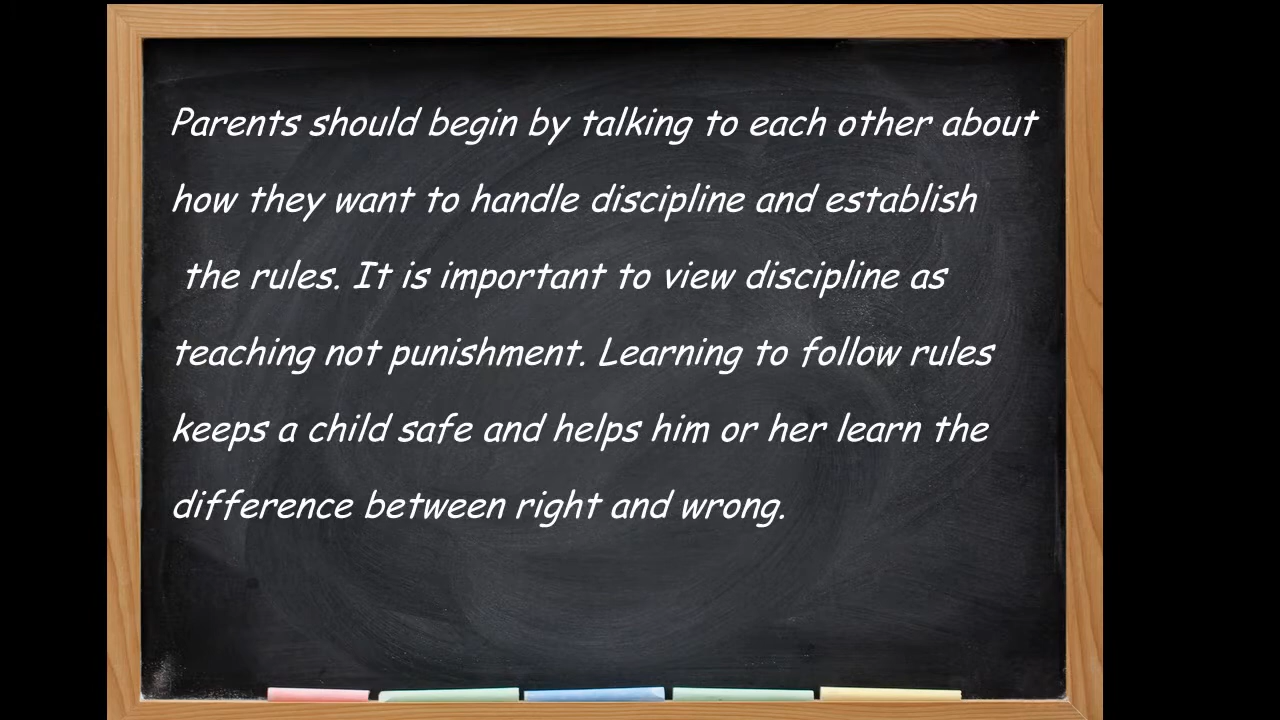 Parents should begin by talking to each other about
how they want to handle discipline and establish
the rules. It is important to view discipline as
teaching not punishment. Learning to follow rules
keeps a child safe and helps him or her learn the
difference between right and wrong.